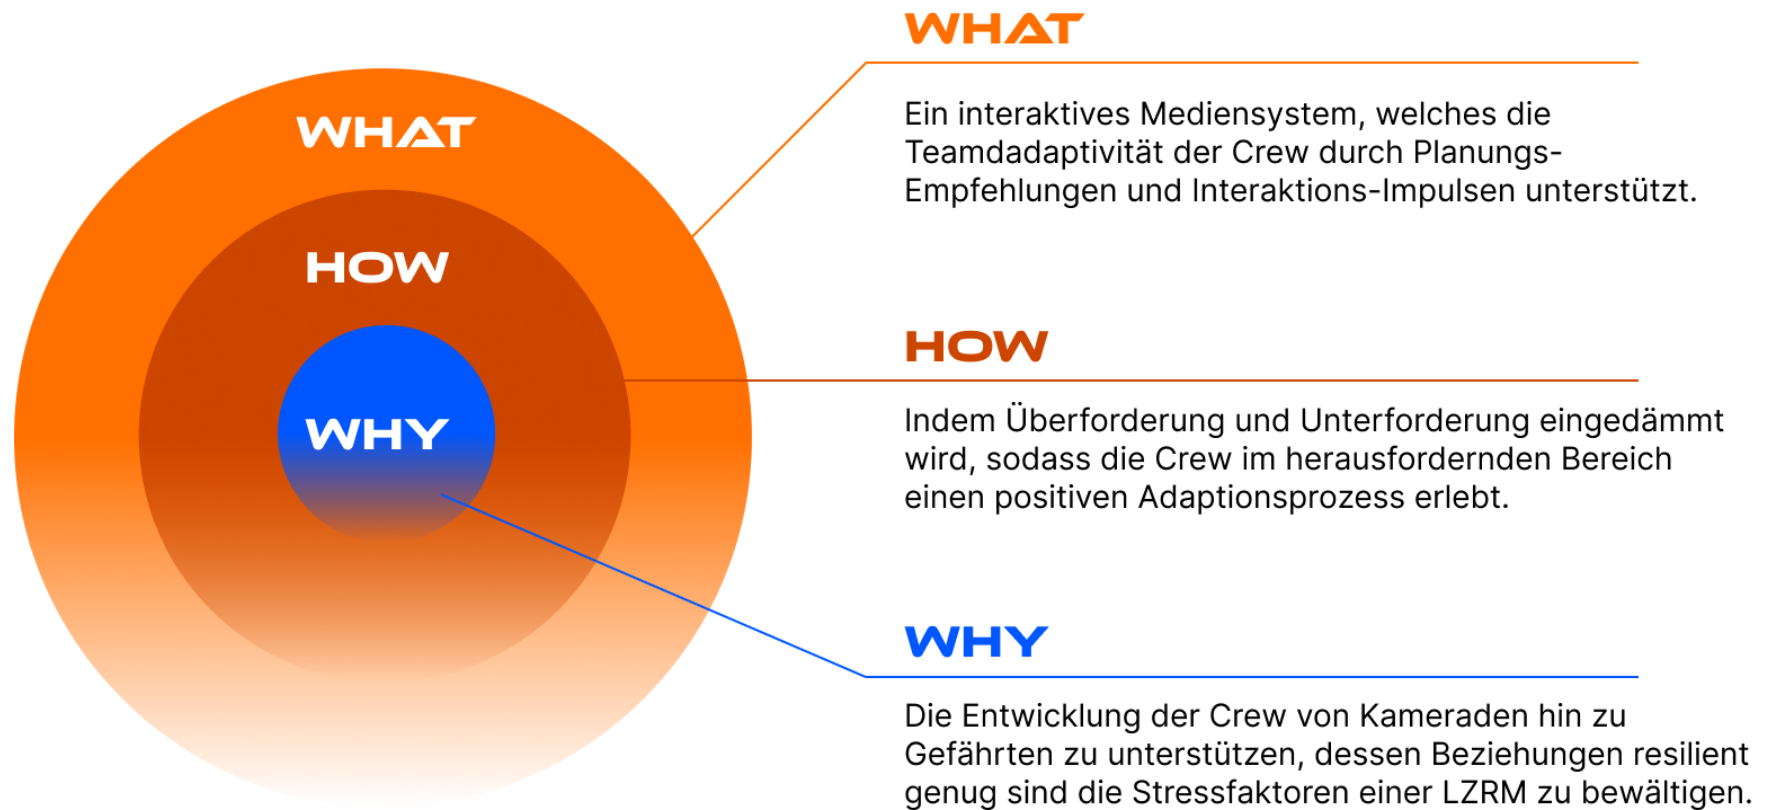 WHAT
HOW
WHY
WHAT
Ein interaktives Mediensystem, welches die
Teamdadaptivität der Crew durch Planungs-
Empfehlungen und Interaktions-Impulsen unterstützt.
HOW
Indem Überforderung und Unterforderung eingedämmt
wird, sodass die Crew im herausfordernden Bereich
einen positiven Adaptionsprozess erlebt.
WHY
Die Entwicklung der Crew von Kameraden hin zu
Gefährten zu unterstützen, dessen Beziehungen resilient
genug sind die Stressfaktoren einer LZRM zu bewältigen.